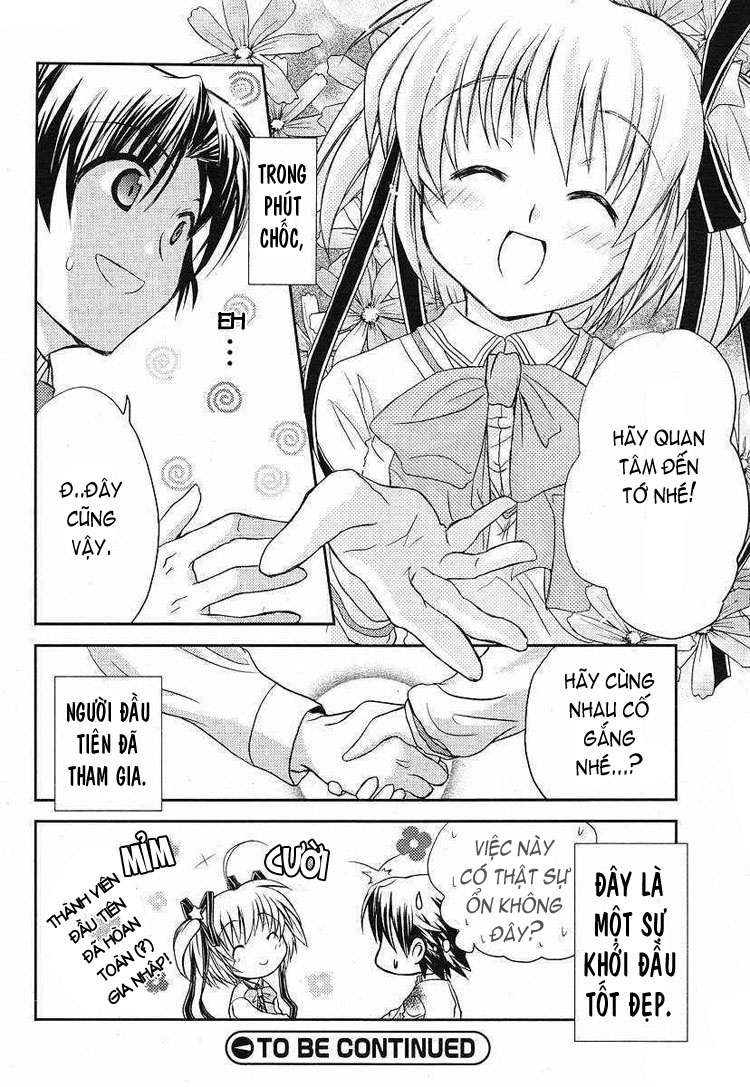 HÃY QUAN
TÂM ĐẾN
TỚ NHÉ!
TRONG
PHÚT
CHỐC,
EH
...
Đ..ĐÂY
CŨNG
VẬY.
HÃY CÙNG
NHAU CỐ
GẮNG
NHÉ...?
NGƯỜI ĐẦU
TIÊN ĐÃ
THAM GIA.
ĐÂY LÀ
MỘT SỰ
KHỞI ĐẦU
TỐT ĐẸP.
VIỆC NÀY
CÓ THẬT SỰ
ỔN KHÔNG
ĐÂY?
MỈM
CƯỜI
THÀNH VIÊN
ĐẦU TIÊN
ĐÃ HOÀN
TOÀN (?)
GIA NHẬP!
TO BE CONTINUED